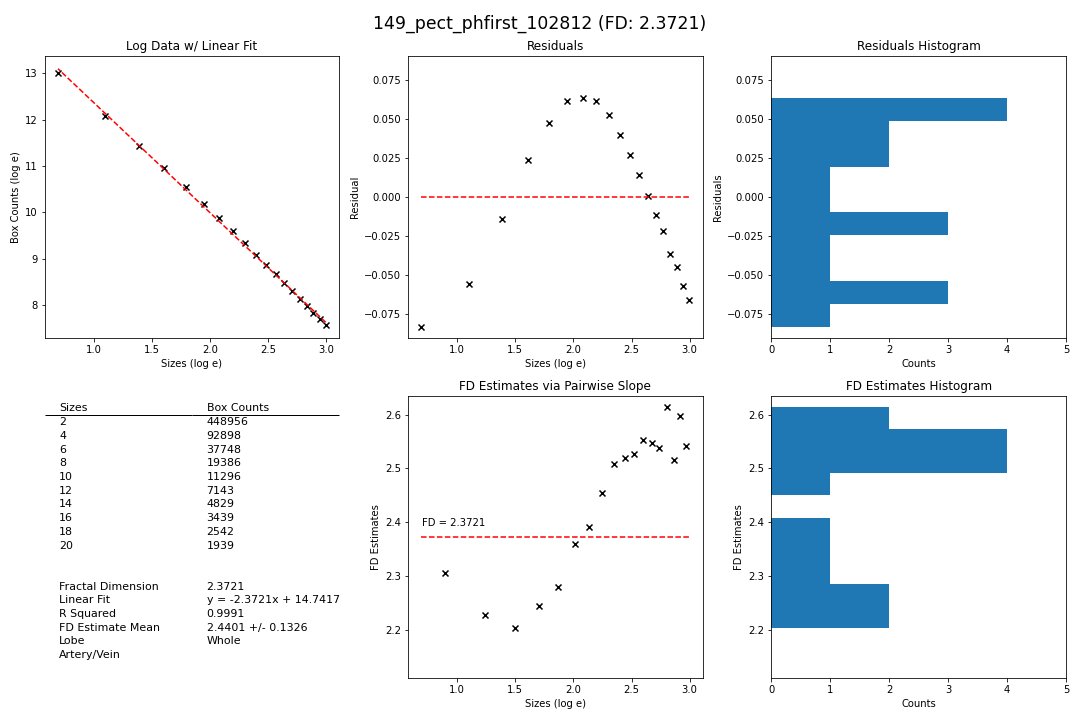 149_pect_phfirst_102812 (FD: 2.3721)
Log Data w/ Linear Fit
13
12
11
10
9
8
Box Counts (log e)
1.0 1.5 2.0 2.5 3.0
Sizes (log e)
Residuals
0.075
0.050
0.025
0.000
−0.025
−0.050
−0.075
Residual
1.0 1.5 2.0 2.5 3.0
Sizes (log e)
Residuals Histogram
0.075
0.050
0.025
0.000
−0.025
−0.050
−0.075
Residuals
0 1 2 3 4 5
Counts
Sizes Box Counts
2 448956
4 92898
6 37748
8 19386
10 11296
12 7143
14 4829
16 3439
18 2542
20 1939
Fractal Dimension 2.3721
Linear Fit y = -2.3721x + 14.7417
R Squared 0.9991
FD Estimate Mean 2.4401 +/- 0.1326
Lobe Whole
Artery/Vein
FD Estimates via Pairwise Slope
2.6
2.5
2.4
2.3
2.2
FD Estimates
FD = 2.3721
1.0 1.5 2.0 2.5 3.0
Sizes (log e)
FD Estimates Histogram
2.6
2.5
2.4
2.3
2.2
FD Estimates
0 1 2 3 4 5
Counts